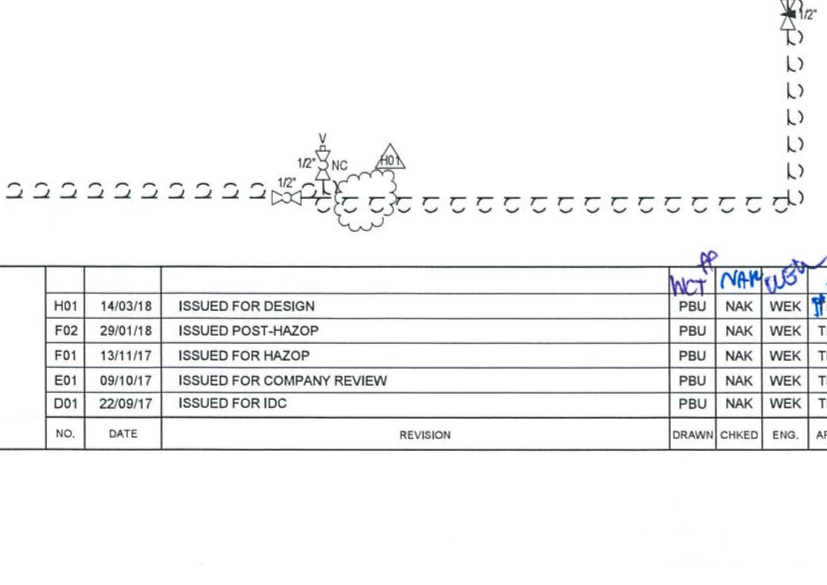 1/2"
V
1/2" NC H01
1/2"
WCT AP NAK WEK
H01 14/03/18 ISSUED FOR DESIGN PBU NAK WEK
F02 29/01/18 ISSUED POST-HAZOP PBU NAK WEK
F01 13/11/17 ISSUED FOR HAZOP PBU NAK WEK
E01 09/10/17 ISSUED FOR COMPANY REVIEW PBU NAK WEK
D01 22/09/17 ISSUED FOR IDC PBU NAK WEK
NO. DATE REVISION DRAWN CHKED ENG.